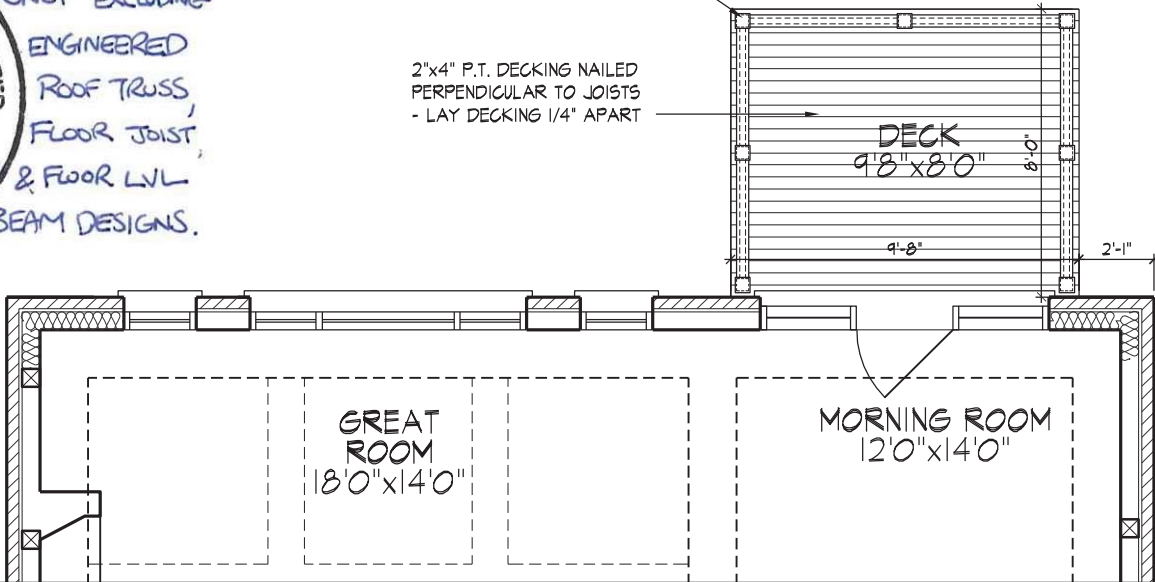 ENGINEERED
ROOF TRUSS,
FLOOR JOIST,
& FLOOR LVL
BEAM DESIGNS.
2"x4" P.T. DECKING NAILED
PERPENDICULAR TO JOISTS
- LAY DECKING 1/4" APART
DECK
9'8"x8'0"
8'-0"
9'-8"
2'-1"
GREAT
ROOM
18'0"x14'0"
MORNING ROOM
12'0"x14'0"